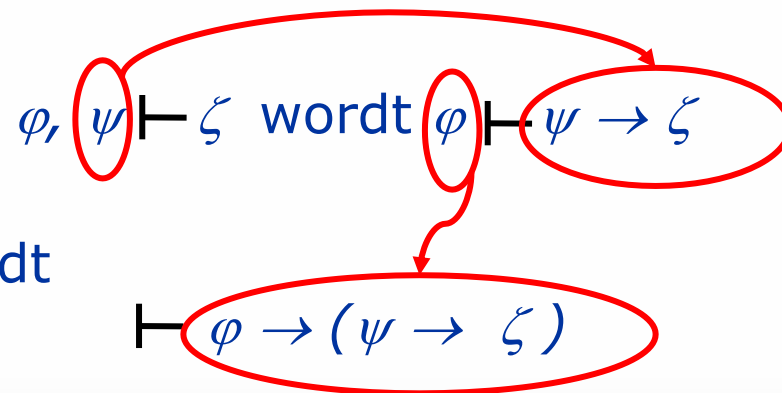 φ, ψ ⊢ ζ wordt φ ⊢ ψ → ζ
dt
⊢ φ → (ψ → ζ)